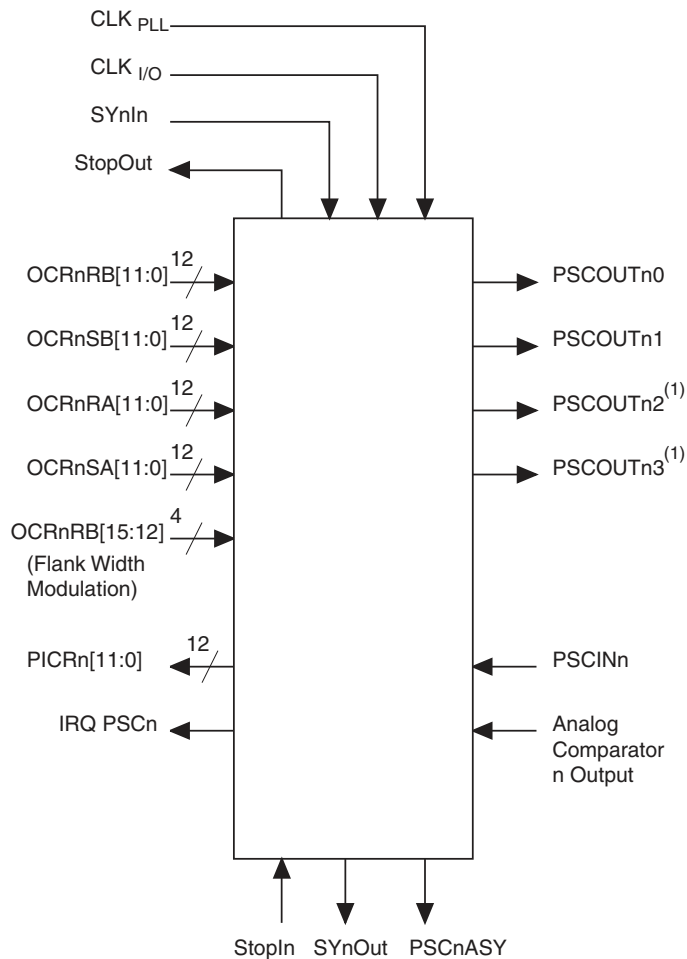 CLK PLL
CLK I/O
SYnIn
StopOut
OCRnRB[11:0] 12
PSCOUTn0
OCRnSB[11:0] 12
PSCOUTn1
OCRnRA[11:0] 12
PSCOUTn2(1)
OCRnSA[11:0] 12
PSCOUTn3(1)
OCRnRB[15:12] 4
(Flank Width
Modulation)
PICRn[11:0] 12
PSCINn
IRQ PSCn
Analog
Comparator
n Output
StopIn SYnOut PSCnASY